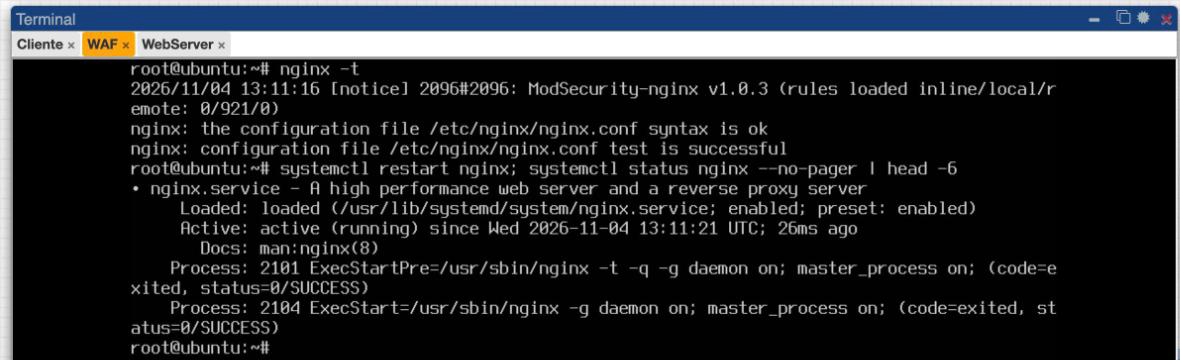 Terminal
Cliente × WAF × WebServer ×
root@ubuntu:~# nginx -t
2026/11/04 13:11:16 [notice] 2096#2096: ModSecurity-nginx v1.0.3 (rules loaded inline/local/r
emote: 0/921/0)
nginx: the configuration file /etc/nginx/nginx.conf syntax is ok
nginx: configuration file /etc/nginx/nginx.conf test is successful
root@ubuntu:~# systemctl restart nginx; systemctl status nginx --no-pager | head -6
• nginx.service - A high performance web server and a reverse proxy server
Loaded: loaded (/usr/lib/systemd/system/nginx.service; enabled; preset: enabled)
Active: active (running) since Wed 2026-11-04 13:11:21 UTC; 26ms ago
Docs: man:nginx(8)
Process: 2101 ExecStartPre=/usr/sbin/nginx -t -q -g daemon on; master_process on; (code=e
xited, status=0/SUCCESS)
Process: 2104 ExecStart=/usr/sbin/nginx -g daemon on; master_process on; (code=exited, st
atus=0/SUCCESS)
root@ubuntu:~#